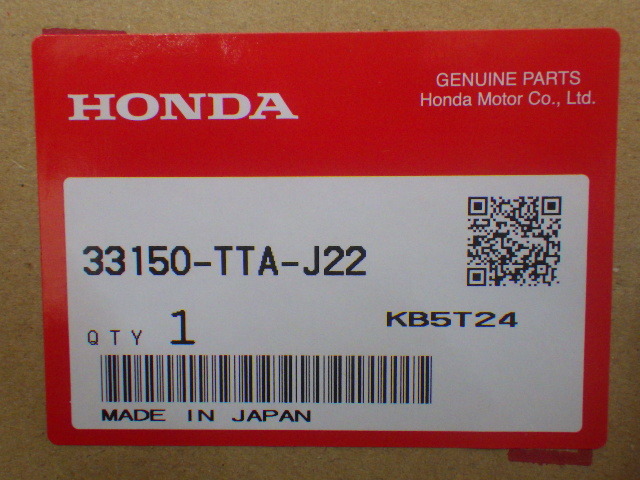 HONDA
GENUINE PARTS
Honda Motor Co., Ltd.
33150-TTA-J22
QTY 1
KB5T24
MADE IN JAPAN